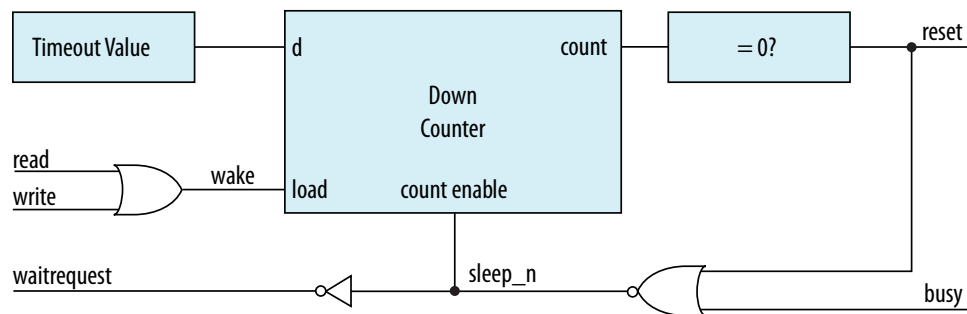 Timeout Value
d
count
= 0?
reset
Down
Counter
read
wake
write
load
count enable
waitrequest
sleep_n
busy